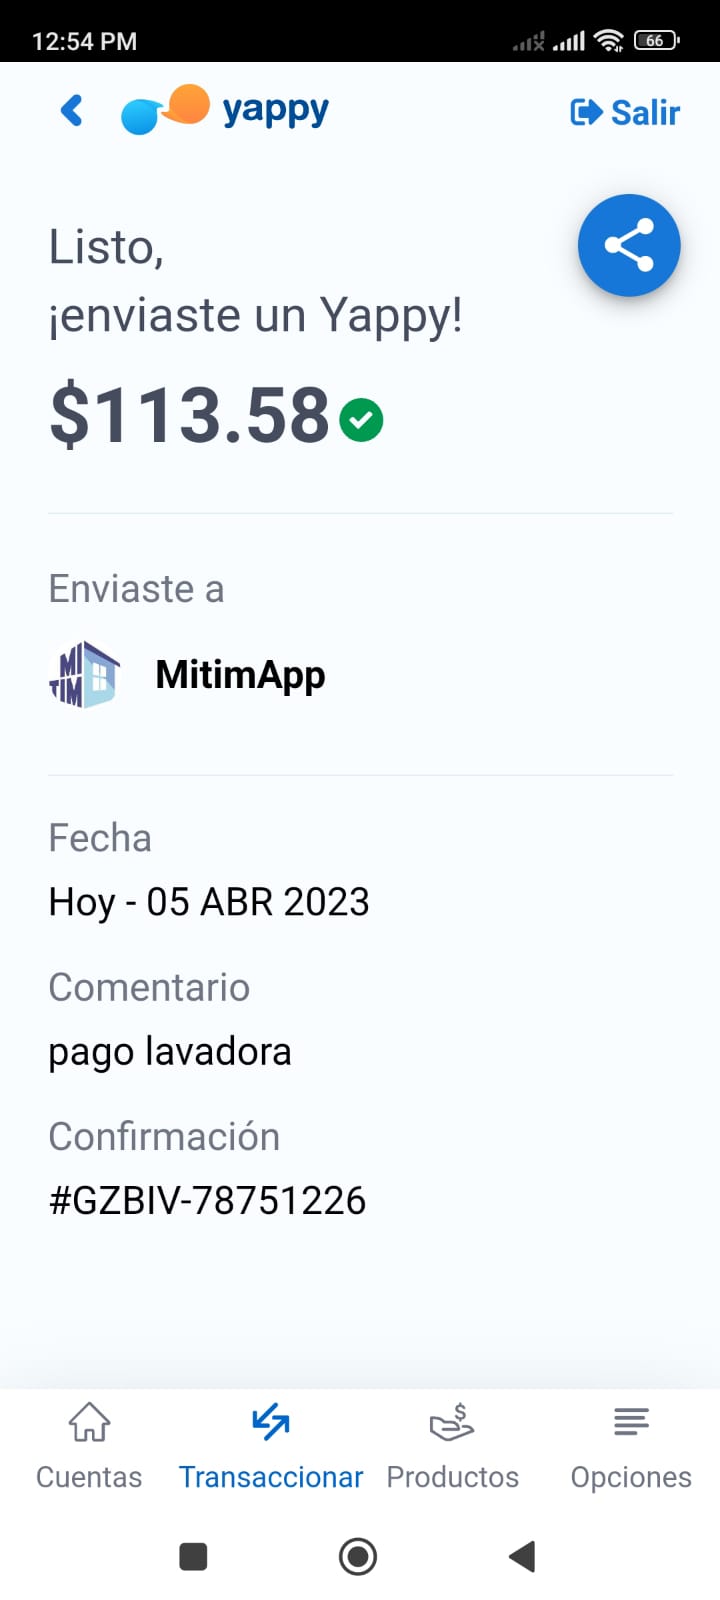 12:54 PM
66
yappy
Salir
Listo,
¡enviaste un Yappy!
$113.58
Enviaste a
MI
TIM
MitimApp
Fecha
Hoy - 05 ABR 2023
Comentario
pago lavadora
Confirmación
#GZBIV-78751226
Cuentas
Transaccionar
Productos
Opciones